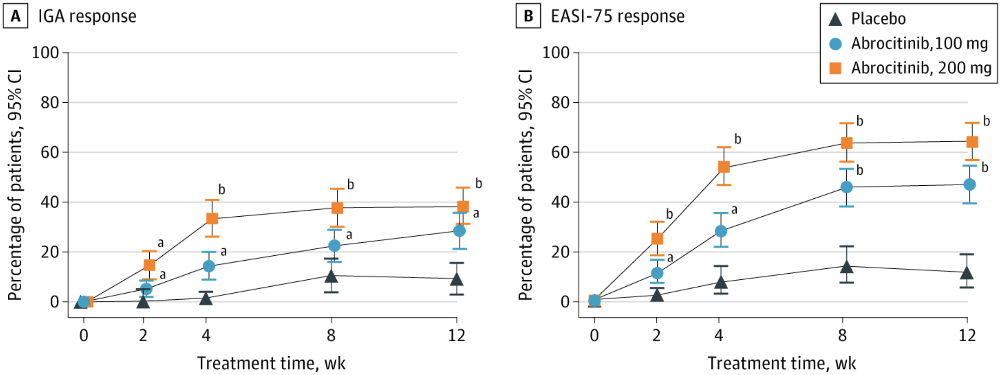 A IGA response
Percentage of patients, 95% CI
100
80
60
40
20
0
a
a
b
a
b
a
b
a
0 2 4 8 12
Treatment time, wk
B EASI-75 response
Placebo
Abrocitinib, 100 mg
Abrocitinib, 200 mg
Percentage of patients, 95% CI
100
80
60
40
20
0
b
a
b
a
b
b
b
b
0 2 4 8 12
Treatment time, wk